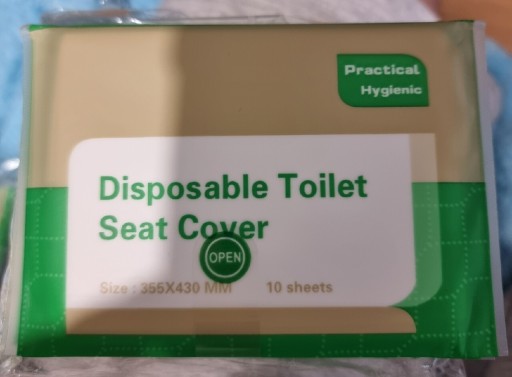 Practical
Hygienic
Disposable Toilet
Seat Cover
OPEN
Size : 355X430 MM 10 sheets